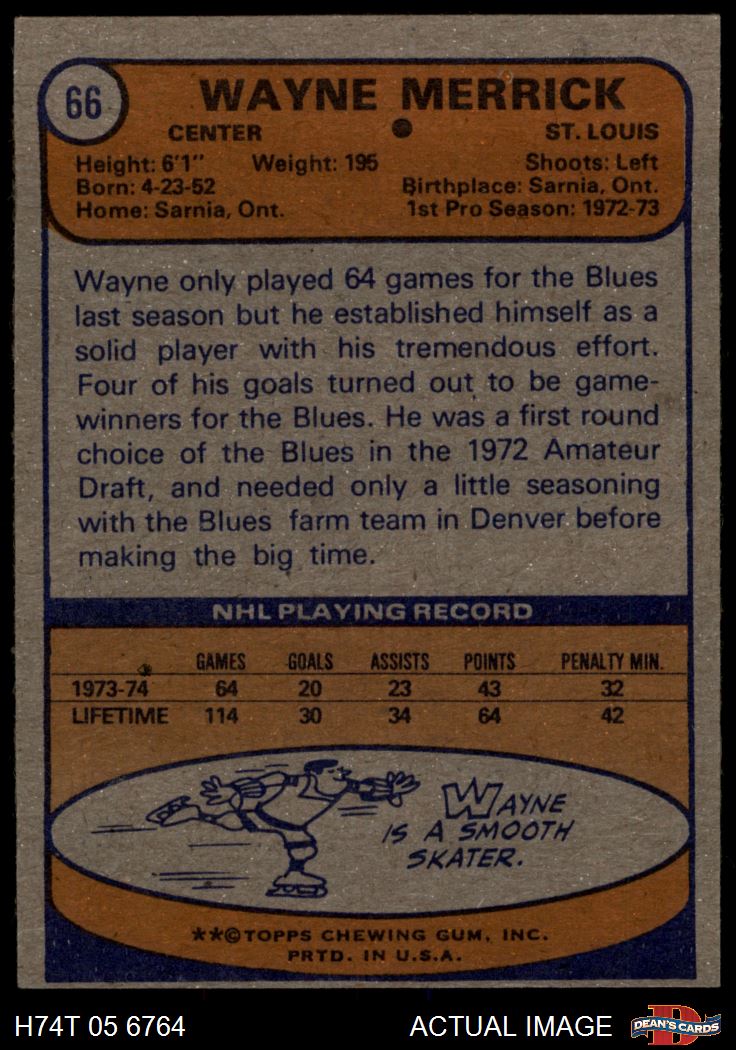 66
WAYNE MERRICK
CENTER ST. LOUIS
Height: 6'1" Weight: 195 Shoots: Left
Born: 4-23-52 Birthplace: Sarnia, Ont.
Home: Sarnia, Ont. 1st Pro Season: 1972-73
Wayne only played 64 games for the Blues
last season but he established himself as a
solid player with his tremendous effort.
Four of his goals turned out to be game-
winners for the Blues. He was a first round
choice of the Blues in the 1972 Amateur
Draft, and needed only a little seasoning
with the Blues farm team in Denver before
making the big time.
NHL PLAYING RECORD
GAMES GOALS ASSISTS POINTS PENALTY MIN.
1973-74 64 20 23 43 32
LIFETIME 114 30 34 64 42
WAYNE
IS A SMOOTH
SKATER.
**©TOPPS CHEWING GUM, INC.
PRTD. IN U.S.A.
H74T 05 6764 ACTUAL IMAGE DEAN'S CARDS